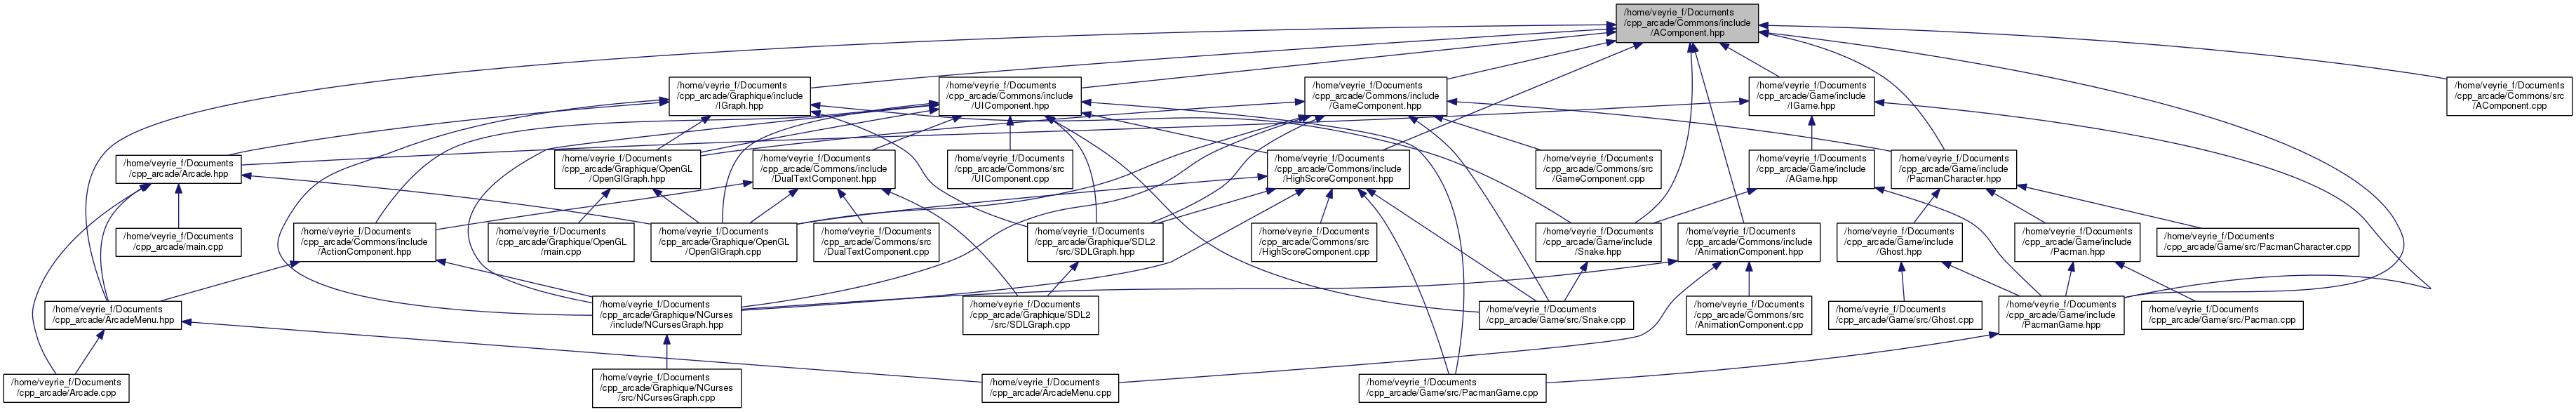 /home/veyrie_f/Documents
/cpp_arcade/Commons/include
/AComponent.hpp
/home/veyrie_f/Documents
/cpp_arcade/Graphique/include
/IGraph.hpp
/home/veyrie_f/Documents
/cpp_arcade/Commons/include
/UIComponent.hpp
/home/veyrie_f/Documents
/cpp_arcade/Commons/include
/GameComponent.hpp
/home/veyrie_f/Documents
/cpp_arcade/Game/include
/IGame.hpp
/home/veyrie_f/Documents
/cpp_arcade/Commons/src
/AComponent.cpp
/home/veyrie_f/Documents
/cpp_arcade/Arcade.hpp
/home/veyrie_f/Documents
/cpp_arcade/Graphique/OpenGL
/OpenGlGraph.hpp
/home/veyrie_f/Documents
/cpp_arcade/Commons/include
/DualTextComponent.hpp
/home/veyrie_f/Documents
/cpp_arcade/Commons/src
/UIComponent.cpp
/home/veyrie_f/Documents
/cpp_arcade/Commons/include
/HighScoreComponent.hpp
/home/veyrie_f/Documents
/cpp_arcade/Commons/src
/GameComponent.cpp
/home/veyrie_f/Documents
/cpp_arcade/Game/include
/AGame.hpp
/home/veyrie_f/Documents
/cpp_arcade/Game/include
/PacmanCharacter.hpp
/home/veyrie_f/Documents
/cpp_arcade/main.cpp
/home/veyrie_f/Documents
/cpp_arcade/Commons/include
/ActionComponent.hpp
/home/veyrie_f/Documents
/cpp_arcade/Graphique/OpenGL
/main.cpp
/home/veyrie_f/Documents
/cpp_arcade/Graphique/OpenGL
/OpenGlGraph.cpp
/home/veyrie_f/Documents
/cpp_arcade/Commons/src
/DualTextComponent.cpp
/home/veyrie_f/Documents
/cpp_arcade/Graphique/SDL2
/src/SDLGraph.hpp
/home/veyrie_f/Documents
/cpp_arcade/Commons/src
/HighScoreComponent.cpp
/home/veyrie_f/Documents
/cpp_arcade/Game/include
/Snake.hpp
/home/veyrie_f/Documents
/cpp_arcade/Commons/include
/AnimationComponent.hpp
/home/veyrie_f/Documents
/cpp_arcade/Game/include
/Ghost.hpp
/home/veyrie_f/Documents
/cpp_arcade/Game/include
/Pacman.hpp
/home/veyrie_f/Documents
/cpp_arcade/Game/src/PacmanCharacter.cpp
/home/veyrie_f/Documents
/cpp_arcade/ArcadeMenu.hpp
/home/veyrie_f/Documents
/cpp_arcade/Graphique/NCurses
/include/NCursesGraph.hpp
/home/veyrie_f/Documents
/cpp_arcade/Graphique/SDL2
/src/SDLGraph.cpp
/home/veyrie_f/Documents
/cpp_arcade/Game/src/Snake.cpp
/home/veyrie_f/Documents
/cpp_arcade/Commons/src
/AnimationComponent.cpp
/home/veyrie_f/Documents
/cpp_arcade/Game/src/Ghost.cpp
/home/veyrie_f/Documents
/cpp_arcade/Game/include
/PacmanGame.hpp
/home/veyrie_f/Documents
/cpp_arcade/Game/src/Pacman.cpp
/home/veyrie_f/Documents
/cpp_arcade/Arcade.cpp
/home/veyrie_f/Documents
/cpp_arcade/Graphique/NCurses
/src/NCursesGraph.cpp
/home/veyrie_f/Documents
/cpp_arcade/ArcadeMenu.cpp
/home/veyrie_f/Documents
/cpp_arcade/Game/src/PacmanGame.cpp